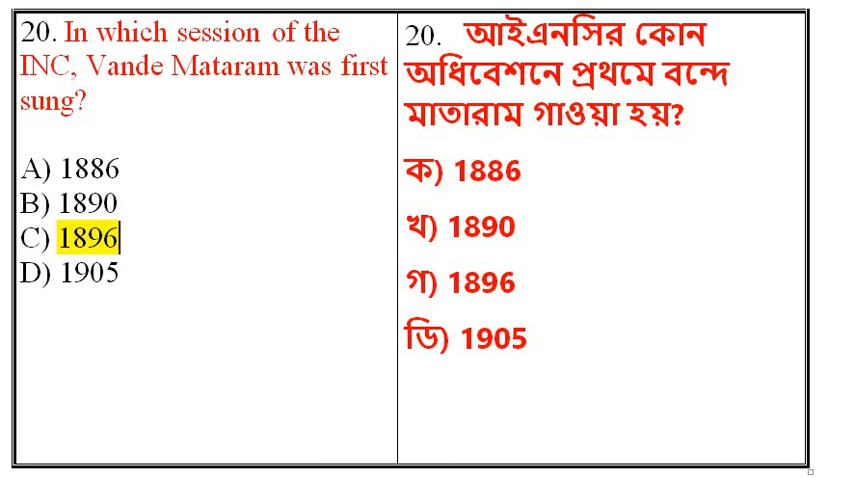 20. In which session of the
INC, Vande Mataram was first
sung?
A) 1886
B) 1890
C) 1896
D) 1905
20. আইএনসির কোন
অধিবেশনে প্রথমে বন্দে
মাতারাম গাওয়া হয়?
ক) 1886
খ) 1890
গ) 1896
ডি) 1905